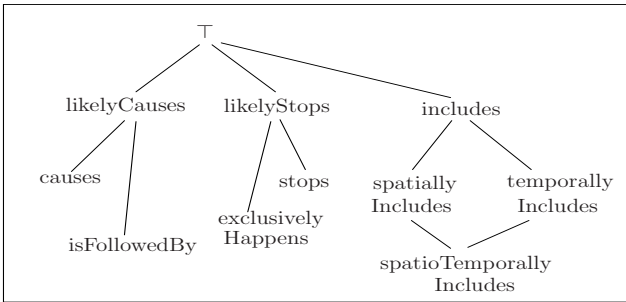 ⊤
likelyCauses
likelyStops
includes
causes
stops
spatially
Includes
temporally
Includes
exclusively
Happens
isFollowedBy
spatioTemporally
Includes